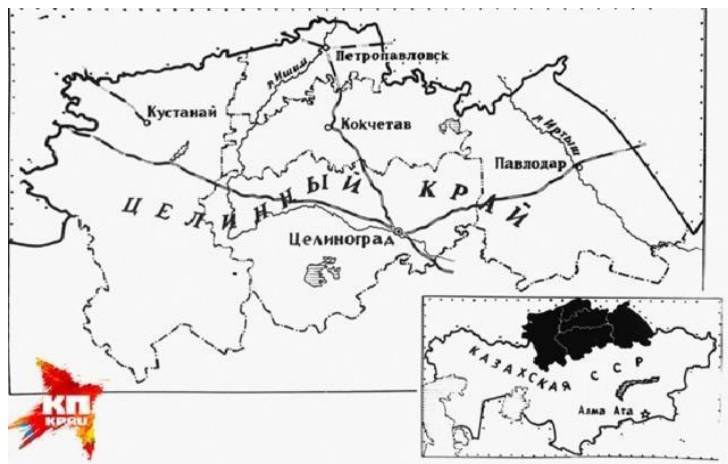 Петропавловск
р. Ишим
Кустанай
Кокчетав
р. Иртыш
Павлодар
ЦЕЛИННЫЙ КРАЙ
Целиноград
КАЗАХСКАЯ ССР
Алма Ата
КП
KP.RU